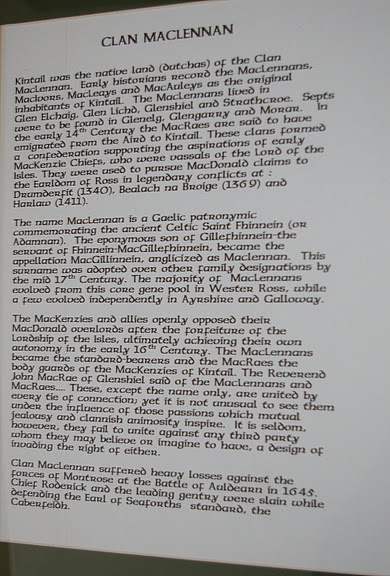 CLAN MACLENNAN
Kintail was the native land (dutchas) of the Clan
MacLennan. Early historians record the MacLennans,
MacIvors, MacLeays and MacAuleys as the original
inhabitants of Kintail. The MacLennans lived in
Glen Elchaig, Glen Lichd, Glenshiel and Strathcroe. Septs
were to be found in Glenelg, Glengarry and Morar. In
the early 14th Century the MacRaes are said to have
emigrated from the Aird to Kintail. These clans formed
a confederation supporting the aspirations of early
MacKenzie Chiefs, who were vassals of the Lord of the
Isles. They were used to pursue MacDonald claims to
the Earldom of Ross in legendary conflicts at :
Drumderfit (1340), Bealach na Broige (1369) and
Harlaw (1411).
The name MacLennan is a Gaelic patronymic
commemorating the ancient Celtic Saint Fhinnein (or
Adamnan). The eponymous son of Gillefhinnein-the
servant of Fhinnein-MacGillefhinnein, became the
appellation MacGillinnein, anglicized as MacLennan. This
surname was adopted over other family designations by
the mid 17th Century. The majority of MacLennans
evolved from this core gene pool in Wester Ross, while
a few evolved independently in Ayrshire and Galloway.
The MacKenzies and allies openly opposed their
MacDonald overlords after the forfeiture of the
Lordship of the Isles, ultimately achieving their own
autonomy in the early 16th Century. The MacLennans
became the standard-bearers and the MacRaes the
body guards of the MacKenzies of Kintail. The Reverend
John MacRae of Glenshiel said of the MacLennans and
MacRaes.... These, except the name only, are united by
every tie of connection; yet it is not unusual to see them
under the influence of those passions which mutual
jealousy and clannish animosity inspire. It is seldom,
however, they fail to unite against any third party
whom they may believe or imagine to have, a design of
invading the right of either.
Clan MacLennan suffered heavy losses against the
forces of Montrose at the Battle of Auldearn in 1645.
Chief Roderick and the leading gentry were slain while
defending the Earl of Seaforths standard, the
Caberfeidh.